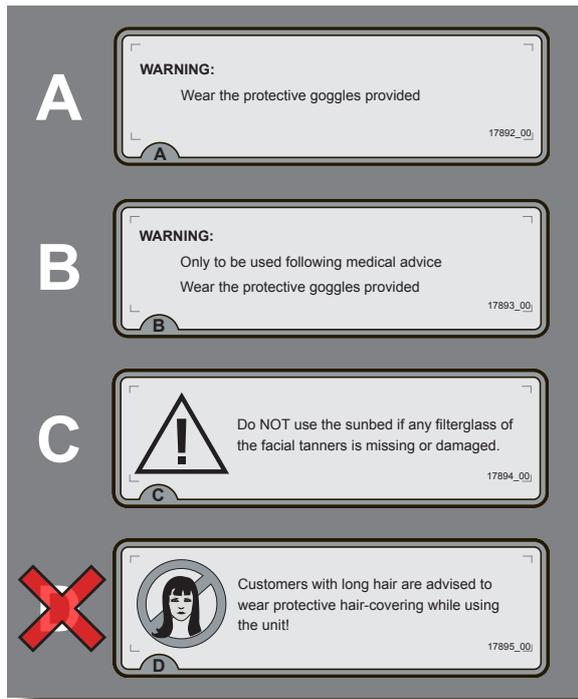 A
WARNING:
Wear the protective goggles provided
17892_00
A
B
WARNING:
Only to be used following medical advice
Wear the protective goggles provided
17893_00
B
C
!
Do NOT use the sunbed if any filterglass of
the facial tanners is missing or damaged.
17894_00
C
D
Customers with long hair are advised to
wear protective hair-covering while using
the unit!
17895_00
D